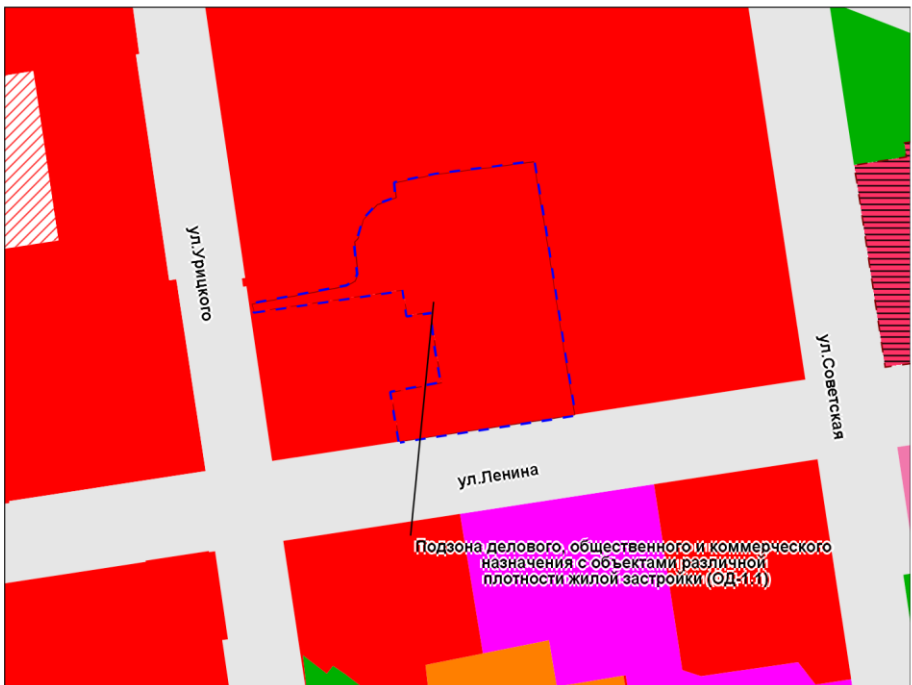 ул.Урицкого
ул.Советская
ул.Ленина
Подзона делового, общественного и коммерческого
назначения с объектами различной
плотности жилой застройки (ОД-1.1)